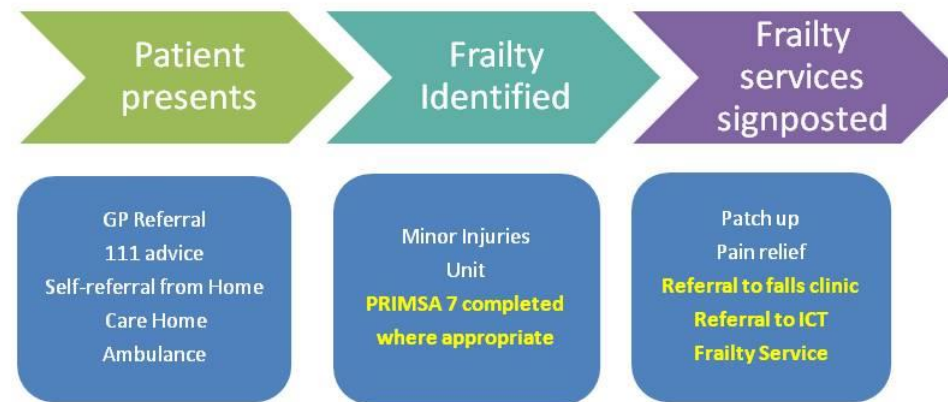 Patient
presents
Frailty
Identified
Frailty
services
signposted
GP Referral
111 advice
Self-referral from Home
Care Home
Ambulance
Minor Injuries
Unit
PRIMSA 7 completed
where appropriate
Patch up
Pain relief
Referral to falls clinic
Referral to ICT
Frailty Service